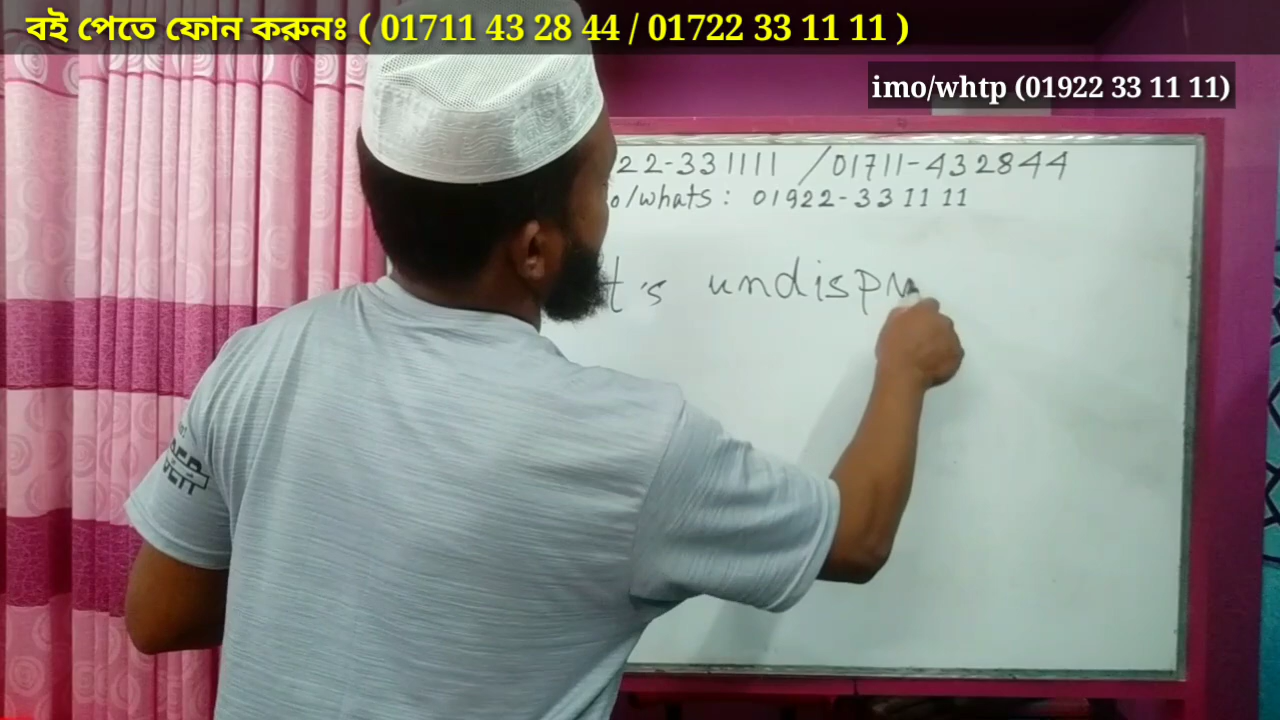 বই পেতে ফোন করুনঃ ( 01711 43 28 44 / 01722 33 11 11 )
imo/whtp (01922 33 11 11)
22-331111 /01711-432844
o/whats : 01922-33 11 11
t's undispu